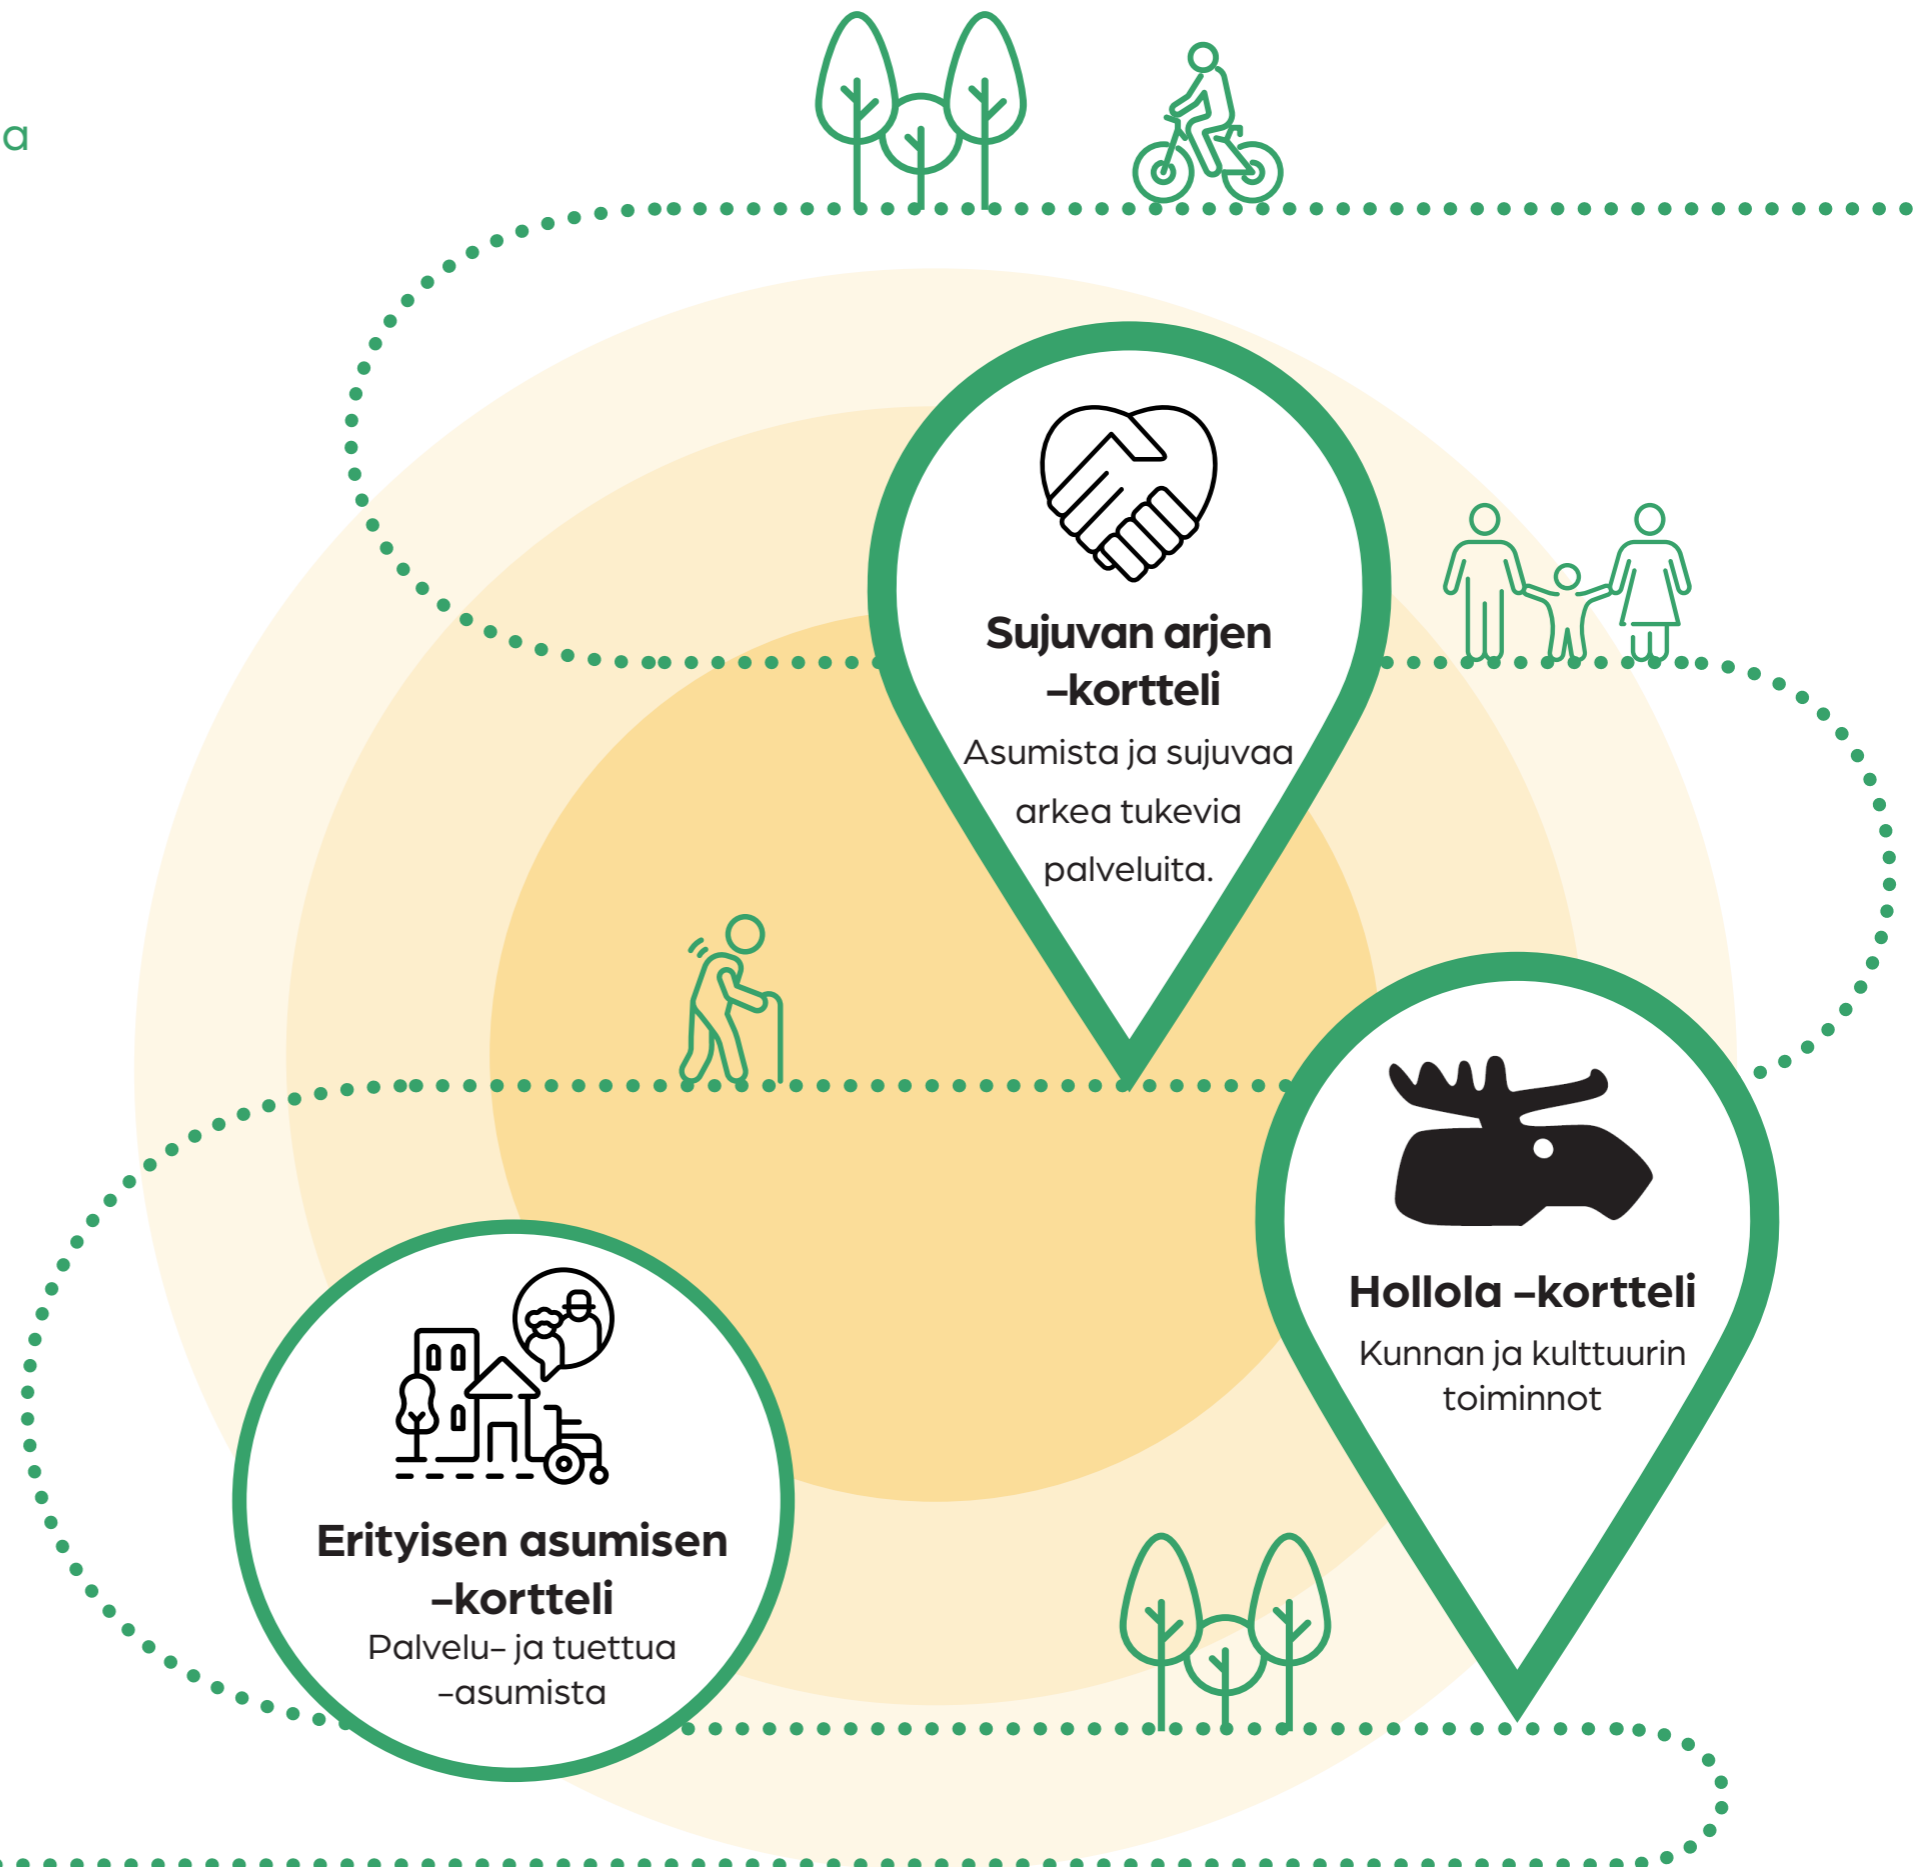 a
Sujuvan arjen
-kortteli
Asumista ja sujuvaa
arkea tukevia
palveluita.
Hollola -kortteli
Kunnan ja kulttuurin
toiminnot
Erityisen asumisen
-kortteli
Palvelu- ja tuettua
-asumista